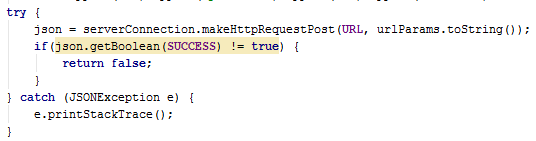 try {
    json = serverConnection.makeHttpRequestPost(URL, urlParams.toString());
    if(json.getBoolean(SUCCESS) != true) {
        return false;
    }
} catch (JSONException e) {
    e.printStackTrace();
}